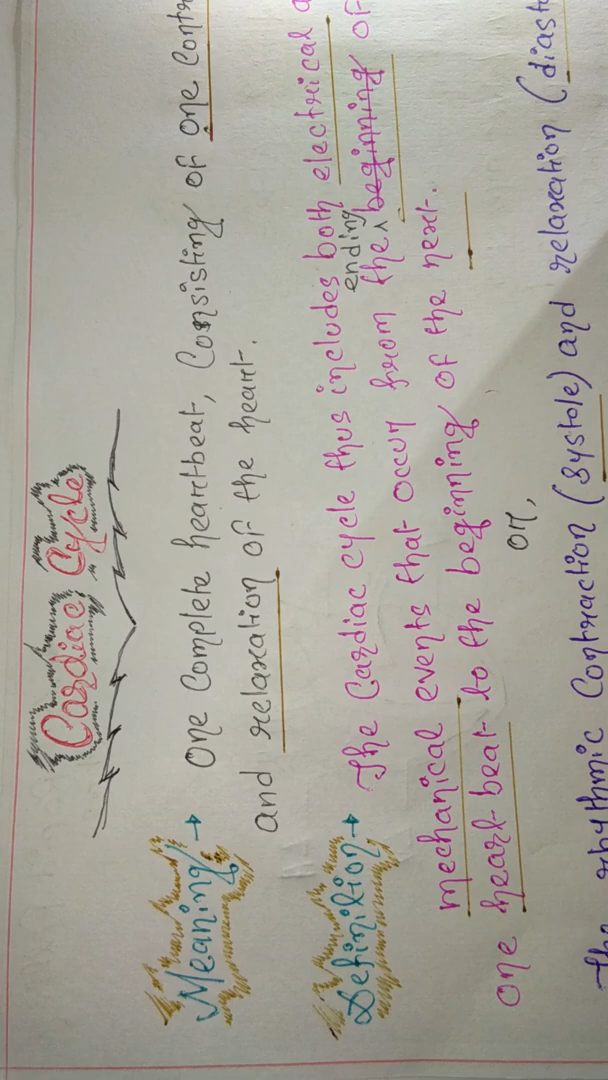 Cardiac Cycle
Meaning → One Complete heartbeat, Consisting of one
and relaxation of the heart.
Definition → The Cardiac cycle thus includes both electrical
ending
mechanical events that occur from the beginning of
one heart-beat to the beginning of the next.
or,
The rhythmic Contraction (systole) and relaxation